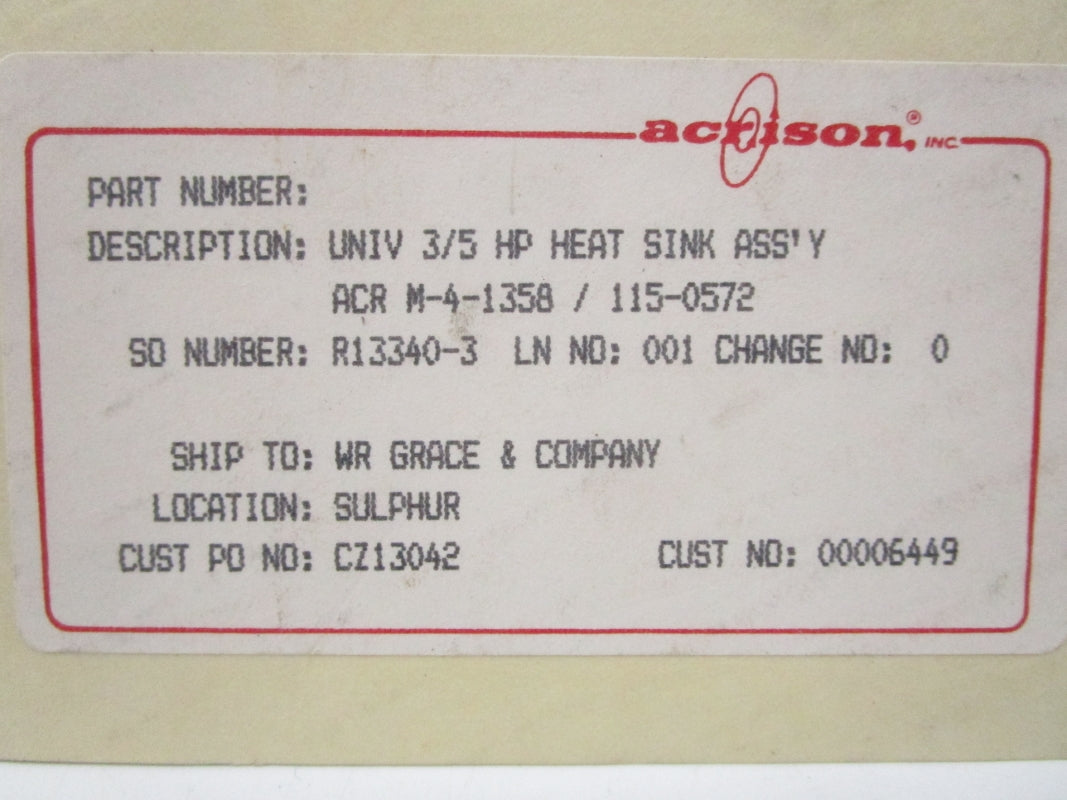 acrison.® INC.
PART NUMBER:
DESCRIPTION: UNIV 3/5 HP HEAT SINK ASS'Y
ACR M-4-1358 / 115-0572
SO NUMBER: R13340-3 LN NO: 001 CHANGE NO: 0
SHIP TO: WR GRACE & COMPANY
LOCATION: SULPHUR
CUST PO NO: CZ13042 CUST NO: 00006449